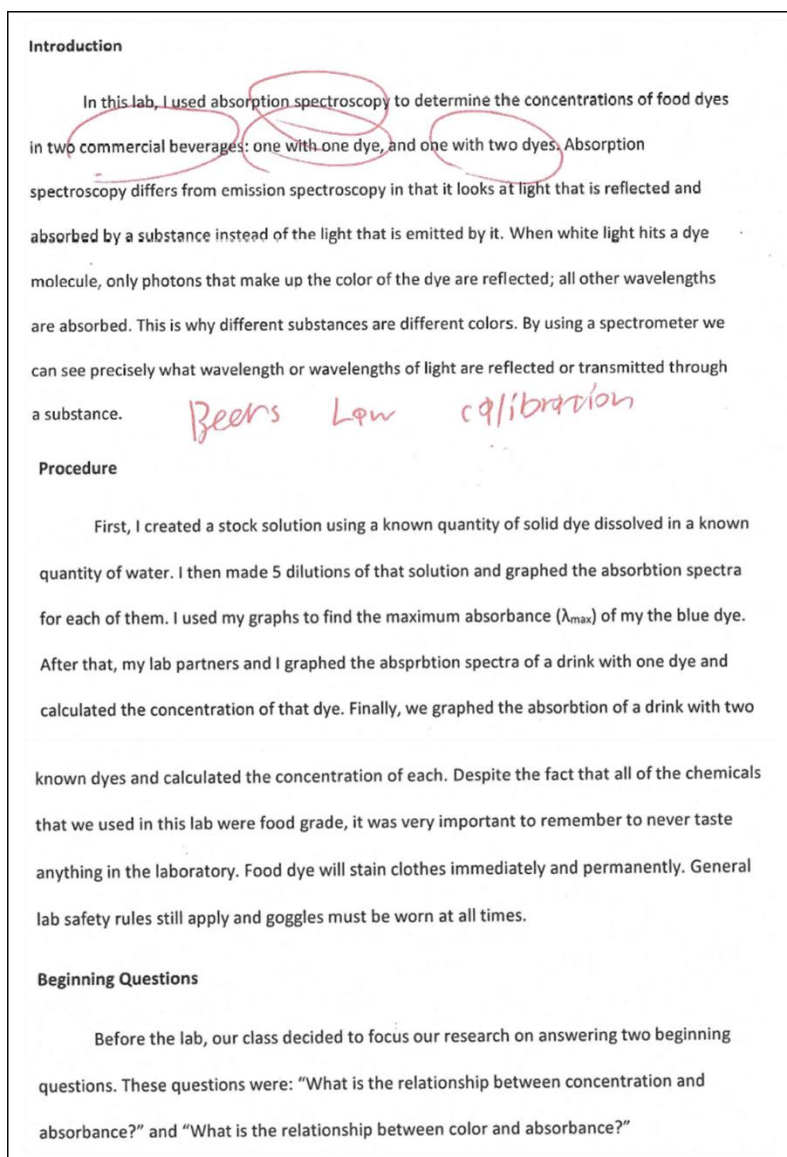 Introduction
In this lab, I used absorption spectroscopy to determine the concentrations of food dyes
in two commercial beverages: one with one dye, and one with two dyes. Absorption
spectroscopy differs from emission spectroscopy in that it looks at light that is reflected and
absorbed by a substance instead of the light that is emitted by it. When white light hits a dye
molecule, only photons that make up the color of the dye are reflected; all other wavelengths
are absorbed. This is why different substances are different colors. By using a spectrometer we
can see precisely what wavelength or wavelengths of light are reflected or transmitted through
a substance.
Beers Law calibration
Procedure
First, I created a stock solution using a known quantity of solid dye dissolved in a known
quantity of water. I then made 5 dilutions of that solution and graphed the absorbtion spectra
for each of them. I used my graphs to find the maximum absorbance (λmax) of my the blue dye.
After that, my lab partners and I graphed the absprbtion spectra of a drink with one dye and
calculated the concentration of that dye. Finally, we graphed the absorbtion of a drink with two
known dyes and calculated the concentration of each. Despite the fact that all of the chemicals
that we used in this lab were food grade, it was very important to remember to never taste
anything in the laboratory. Food dye will stain clothes immediately and permanently. General
lab safety rules still apply and goggles must be worn at all times.
Beginning Questions
Before the lab, our class decided to focus our research on answering two beginning
questions. These questions were: “What is the relationship between concentration and
absorbance?” and “What is the relationship between color and absorbance?”